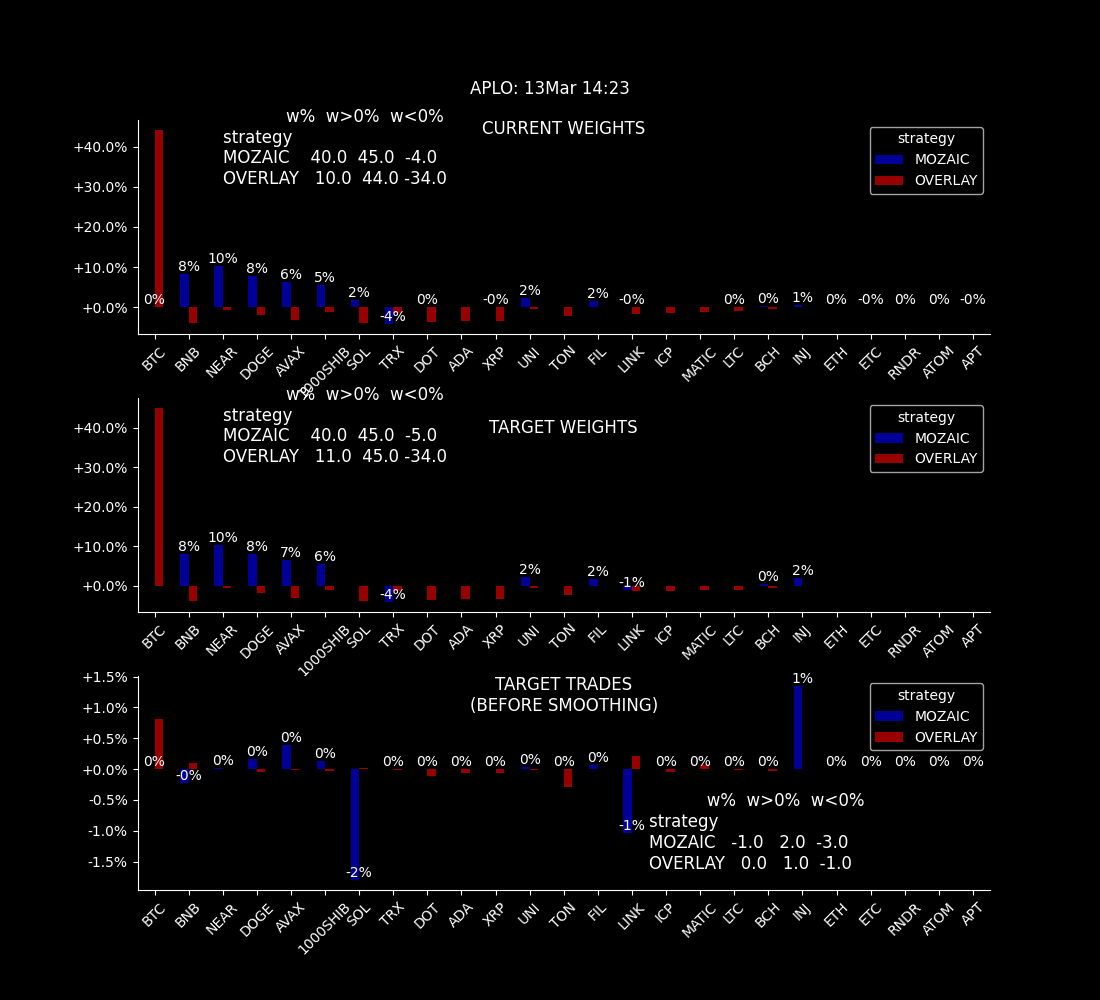 APLO: 13Mar 14:23
CURRENT WEIGHTS
w% w>0% w<0%
strategy
MOZAIC 40.0 45.0 -4.0
OVERLAY 10.0 44.0 -34.0
strategy
MOZAIC
OVERLAY
+40.0%
+30.0%
+20.0%
+10.0%
+0.0%
0% 8% 10% 8% 6% 5% 2% -4% 0% -0% 2% 2% -0% 0% 0% 1% 0% -0% 0% 0% -0%
BTC BNB NEAR DOGE AVAX 1000SHIB SOL TRX DOT ADA XRP UNI TON FIL LINK ICP MATIC LTC BCH INJ ETH ETC RNDR ATOM APT
TARGET WEIGHTS
w% w>0% w<0%
strategy
MOZAIC 40.0 45.0 -5.0
OVERLAY 11.0 45.0 -34.0
strategy
MOZAIC
OVERLAY
+40.0%
+30.0%
+20.0%
+10.0%
+0.0%
8% 10% 8% 7% 6% -4% 2% 2% -1% 0% 2%
BTC BNB NEAR DOGE AVAX 1000SHIB SOL TRX DOT ADA XRP UNI TON FIL LINK ICP MATIC LTC BCH INJ ETH ETC RNDR ATOM APT
TARGET TRADES
(BEFORE SMOOTHING)
strategy
MOZAIC
OVERLAY
+1.5%
+1.0%
+0.5%
+0.0%
-0.5%
-1.0%
-1.5%
0% -0% 0% 0% 0% 0% -2% 0% 0% 0% 0% 0% 0% 0% -1% 0% 0% 0% 0% 1% 0% 0% 0% 0% 0%
w% w>0% w<0%
strategy
MOZAIC -1.0 2.0 -3.0
OVERLAY 0.0 1.0 -1.0
BTC BNB NEAR DOGE AVAX 1000SHIB SOL TRX DOT ADA XRP UNI TON FIL LINK ICP MATIC LTC BCH INJ ETH ETC RNDR ATOM APT